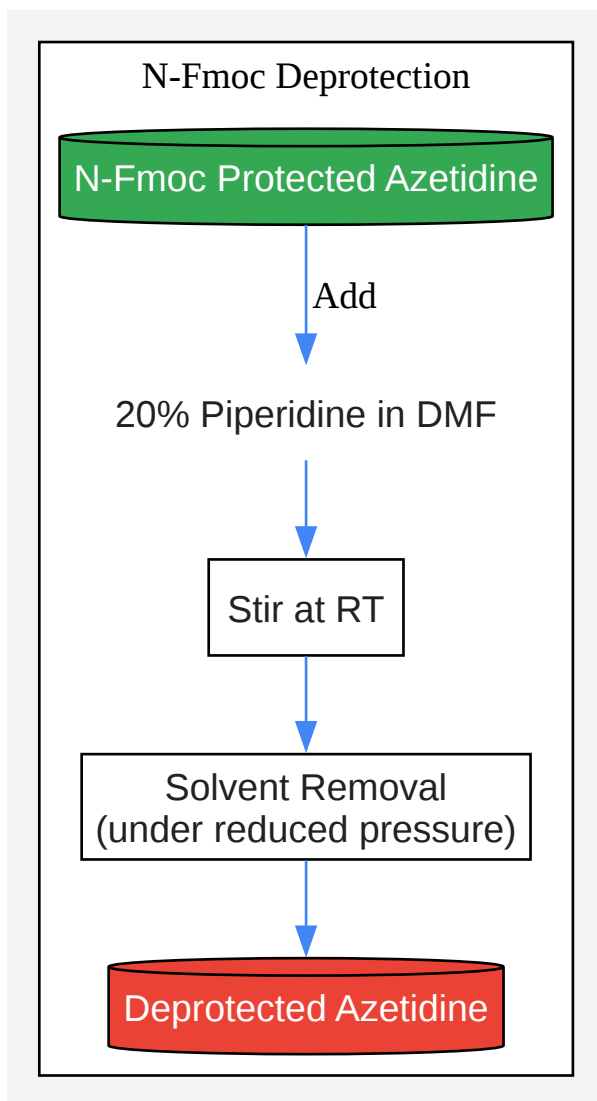 N-Fmoc Deprotection
N-Fmoc Protected Azetidine
Add
20% Piperidine in DMF
Stir at RT
Solvent Removal
(under reduced pressure)
Deprotected Azetidine